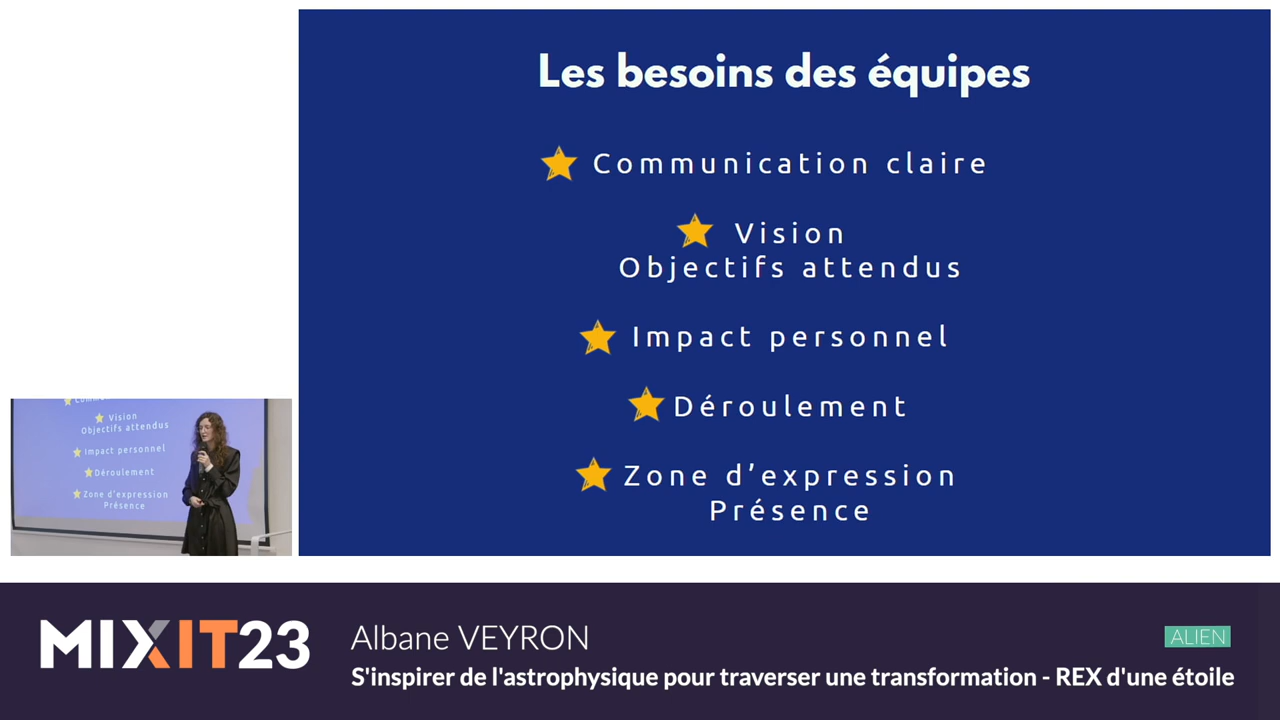 Les besoins des équipes
Communication claire
Vision
Objectifs attendus
Impact personnel
Déroulement
Zone d’expression
Présence
Vision
Objectifs attendus
Impact personnel
Déroulement
Zone d'expression
Présence
MIXIT23
Albane VEYRON
ALIEN
S'inspirer de l'astrophysique pour traverser une transformation - REX d'une étoile